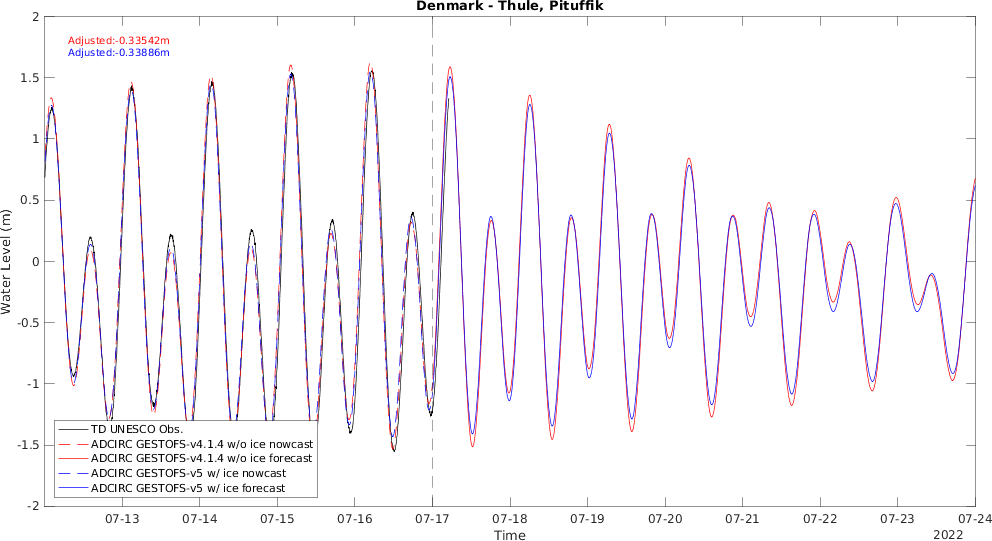 Denmark - Thule, Pituffik
Adjusted:-0.33542m
Adjusted:-0.33886m
Water Level (m)
2
1.5
1
0.5
0
-0.5
-1
-1.5
-2
TD UNESCO Obs.
ADCIRC GESTOFS-v4.1.4 w/o ice nowcast
ADCIRC GESTOFS-v4.1.4 w/o ice forecast
ADCIRC GESTOFS-v5 w/ ice nowcast
ADCIRC GESTOFS-v5 w/ ice forecast
07-13 07-14 07-15 07-16 07-17 07-18 07-19 07-20 07-21 07-22 07-23 07-24
Time
2022